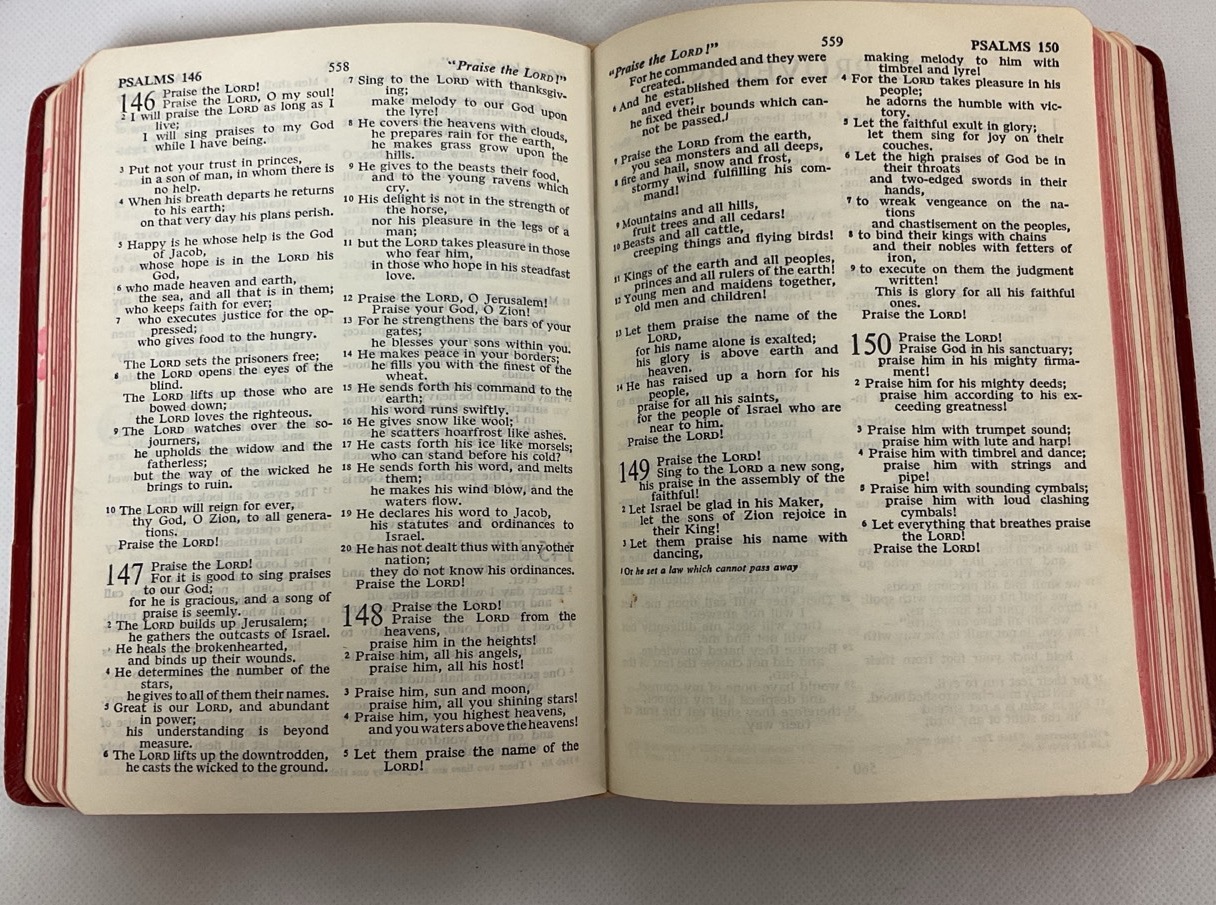 PSALMS 146
558
"Praise the LORD!"
146 Praise the LORD!
Praise the LORD, O my soul!
2 I will praise the LORD as long as I
live;
I will sing praises to my God
while I have being.
3 Put not your trust in princes,
in a son of man, in whom there is
no help.
4 When his breath departs he returns
to his earth;
on that very day his plans perish.
5 Happy is he whose help is the God
of Jacob,
whose hope is in the LORD his
God,
6 who made heaven and earth,
the sea, and all that is in them;
who keeps faith for ever;
7 who executes justice for the op-
pressed;
who gives food to the hungry.
The LORD sets the prisoners free;
8 the LORD opens the eyes of the
blind.
The LORD lifts up those who are
bowed down;
the LORD loves the righteous.
9 The LORD watches over the so-
journers,
he upholds the widow and the
fatherless;
but the way of the wicked he
brings to ruin.
10 The LORD will reign for ever,
thy God, O Zion, to all genera-
tions.
Praise the LORD!
147 Praise the LORD!
For it is good to sing praises
to our God;
for he is gracious, and a song of
praise is seemly.
2 The LORD builds up Jerusalem;
he gathers the outcasts of Israel.
He heals the brokenhearted,
and binds up their wounds.
4 He determines the number of the
stars,
he gives to all of them their names.
5 Great is our LORD, and abundant
in power;
his understanding is beyond
measure.
6 The LORD lifts up the downtrodden,
he casts the wicked to the ground.
7 Sing to the LORD with thanksgiv-
ing;
make melody to our God upon
the lyre!
8 He covers the heavens with clouds,
he prepares rain for the earth,
he makes grass grow upon the
hills.
9 He gives to the beasts their food,
and to the young ravens which
cry.
10 His delight is not in the strength of
the horse,
nor his pleasure in the legs of a
man;
11 but the LORD takes pleasure in those
who fear him,
in those who hope in his steadfast
love.
12 Praise the LORD, O Jerusalem!
Praise your God, O Zion!
13 For he strengthens the bars of your
gates;
he blesses your sons within you.
14 He makes peace in your borders;
he fills you with the finest of the
wheat.
15 He sends forth his command to the
earth;
his word runs swiftly.
16 He gives snow like wool;
he scatters hoarfrost like ashes.
17 He casts forth his ice like morsels;
who can stand before his cold?
18 He sends forth his word, and melts
them;
he makes his wind blow, and the
waters flow.
19 He declares his word to Jacob,
his statutes and ordinances to
Israel.
20 He has not dealt thus with any other
nation;
they do not know his ordinances.
Praise the LORD!
148 Praise the LORD!
Praise the LORD from the
heavens,
praise him in the heights!
2 Praise him, all his angels,
praise him, all his host!
3 Praise him, sun and moon,
praise him, all you shining stars!
4 Praise him, you highest heavens,
and you waters above the heavens!
5 Let them praise the name of the
LORD!
"Praise the LORD!"
559
PSALMS 150
For he commanded and they were
created.
6 And he established them for ever
and ever;
he fixed their bounds which can-
not be passed.j
7 Praise the LORD from the earth,
you sea monsters and all deeps,
8 fire and hail, snow and frost,
stormy wind fulfilling his com-
mand!
9 Mountains and all hills,
fruit trees and all cedars!
10 Beasts and all cattle,
creeping things and flying birds!
11 Kings of the earth and all peoples,
princes and all rulers of the earth!
12 Young men and maidens together,
old men and children!
13 Let them praise the name of the
LORD,
for his name alone is exalted;
his glory is above earth and
heaven.
14 He has raised up a horn for his
people,
praise for all his saints,
for the people of Israel who are
near to him.
Praise the LORD!
149 Praise the LORD!
Sing to the LORD a new song,
his praise in the assembly of the
faithful!
2 Let Israel be glad in his Maker,
let the sons of Zion rejoice in
their King!
3 Let them praise his name with
dancing,
j Or he set a law which cannot pass away
making melody to him with
timbrel and lyre!
4 For the LORD takes pleasure in his
people;
he adorns the humble with vic-
tory.
5 Let the faithful exult in glory;
let them sing for joy on their
couches.
6 Let the high praises of God be in
their throats
and two-edged swords in their
hands,
7 to wreak vengeance on the na-
tions
and chastisement on the peoples,
8 to bind their kings with chains
and their nobles with fetters of
iron,
9 to execute on them the judgment
written!
This is glory for all his faithful
ones.
Praise the LORD!
150 Praise the LORD!
Praise God in his sanctuary;
praise him in his mighty firma-
ment!
2 Praise him for his mighty deeds;
praise him according to his ex-
ceeding greatness!
3 Praise him with trumpet sound;
praise him with lute and harp!
4 Praise him with timbrel and dance;
praise him with strings and
pipe!
5 Praise him with sounding cymbals;
praise him with loud clashing
cymbals!
6 Let everything that breathes praise
the LORD!
Praise the LORD!